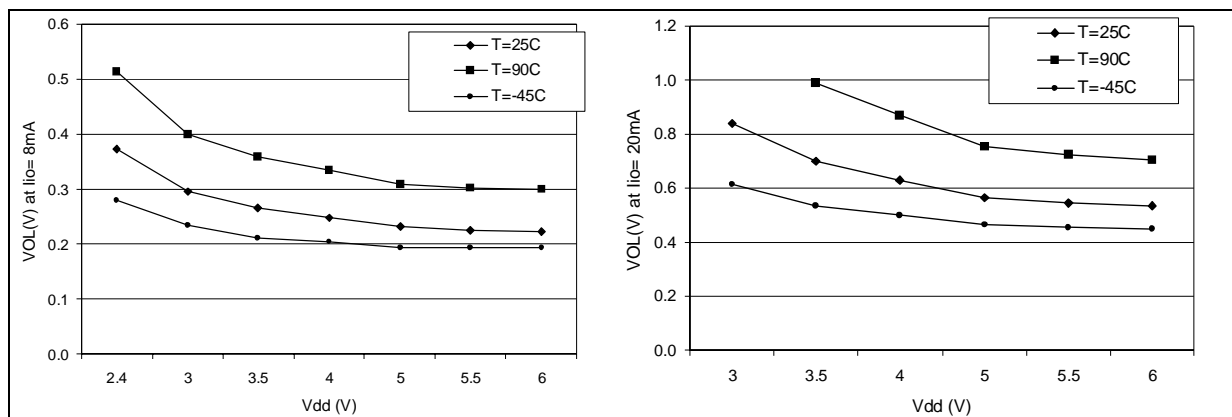 VOL(V) at Iio= 8mA
0.6
0.5
0.4
0.3
0.2
0.1
0.0
2.4 3 3.5 4 5 5.5 6
Vdd (V)
T=25C
T=90C
T=-45C
VOL(V) at Iio= 20mA
1.2
1.0
0.8
0.6
0.4
0.2
0.0
3 3.5 4 5 5.5 6
Vdd (V)
T=25C
T=90C
T=-45C